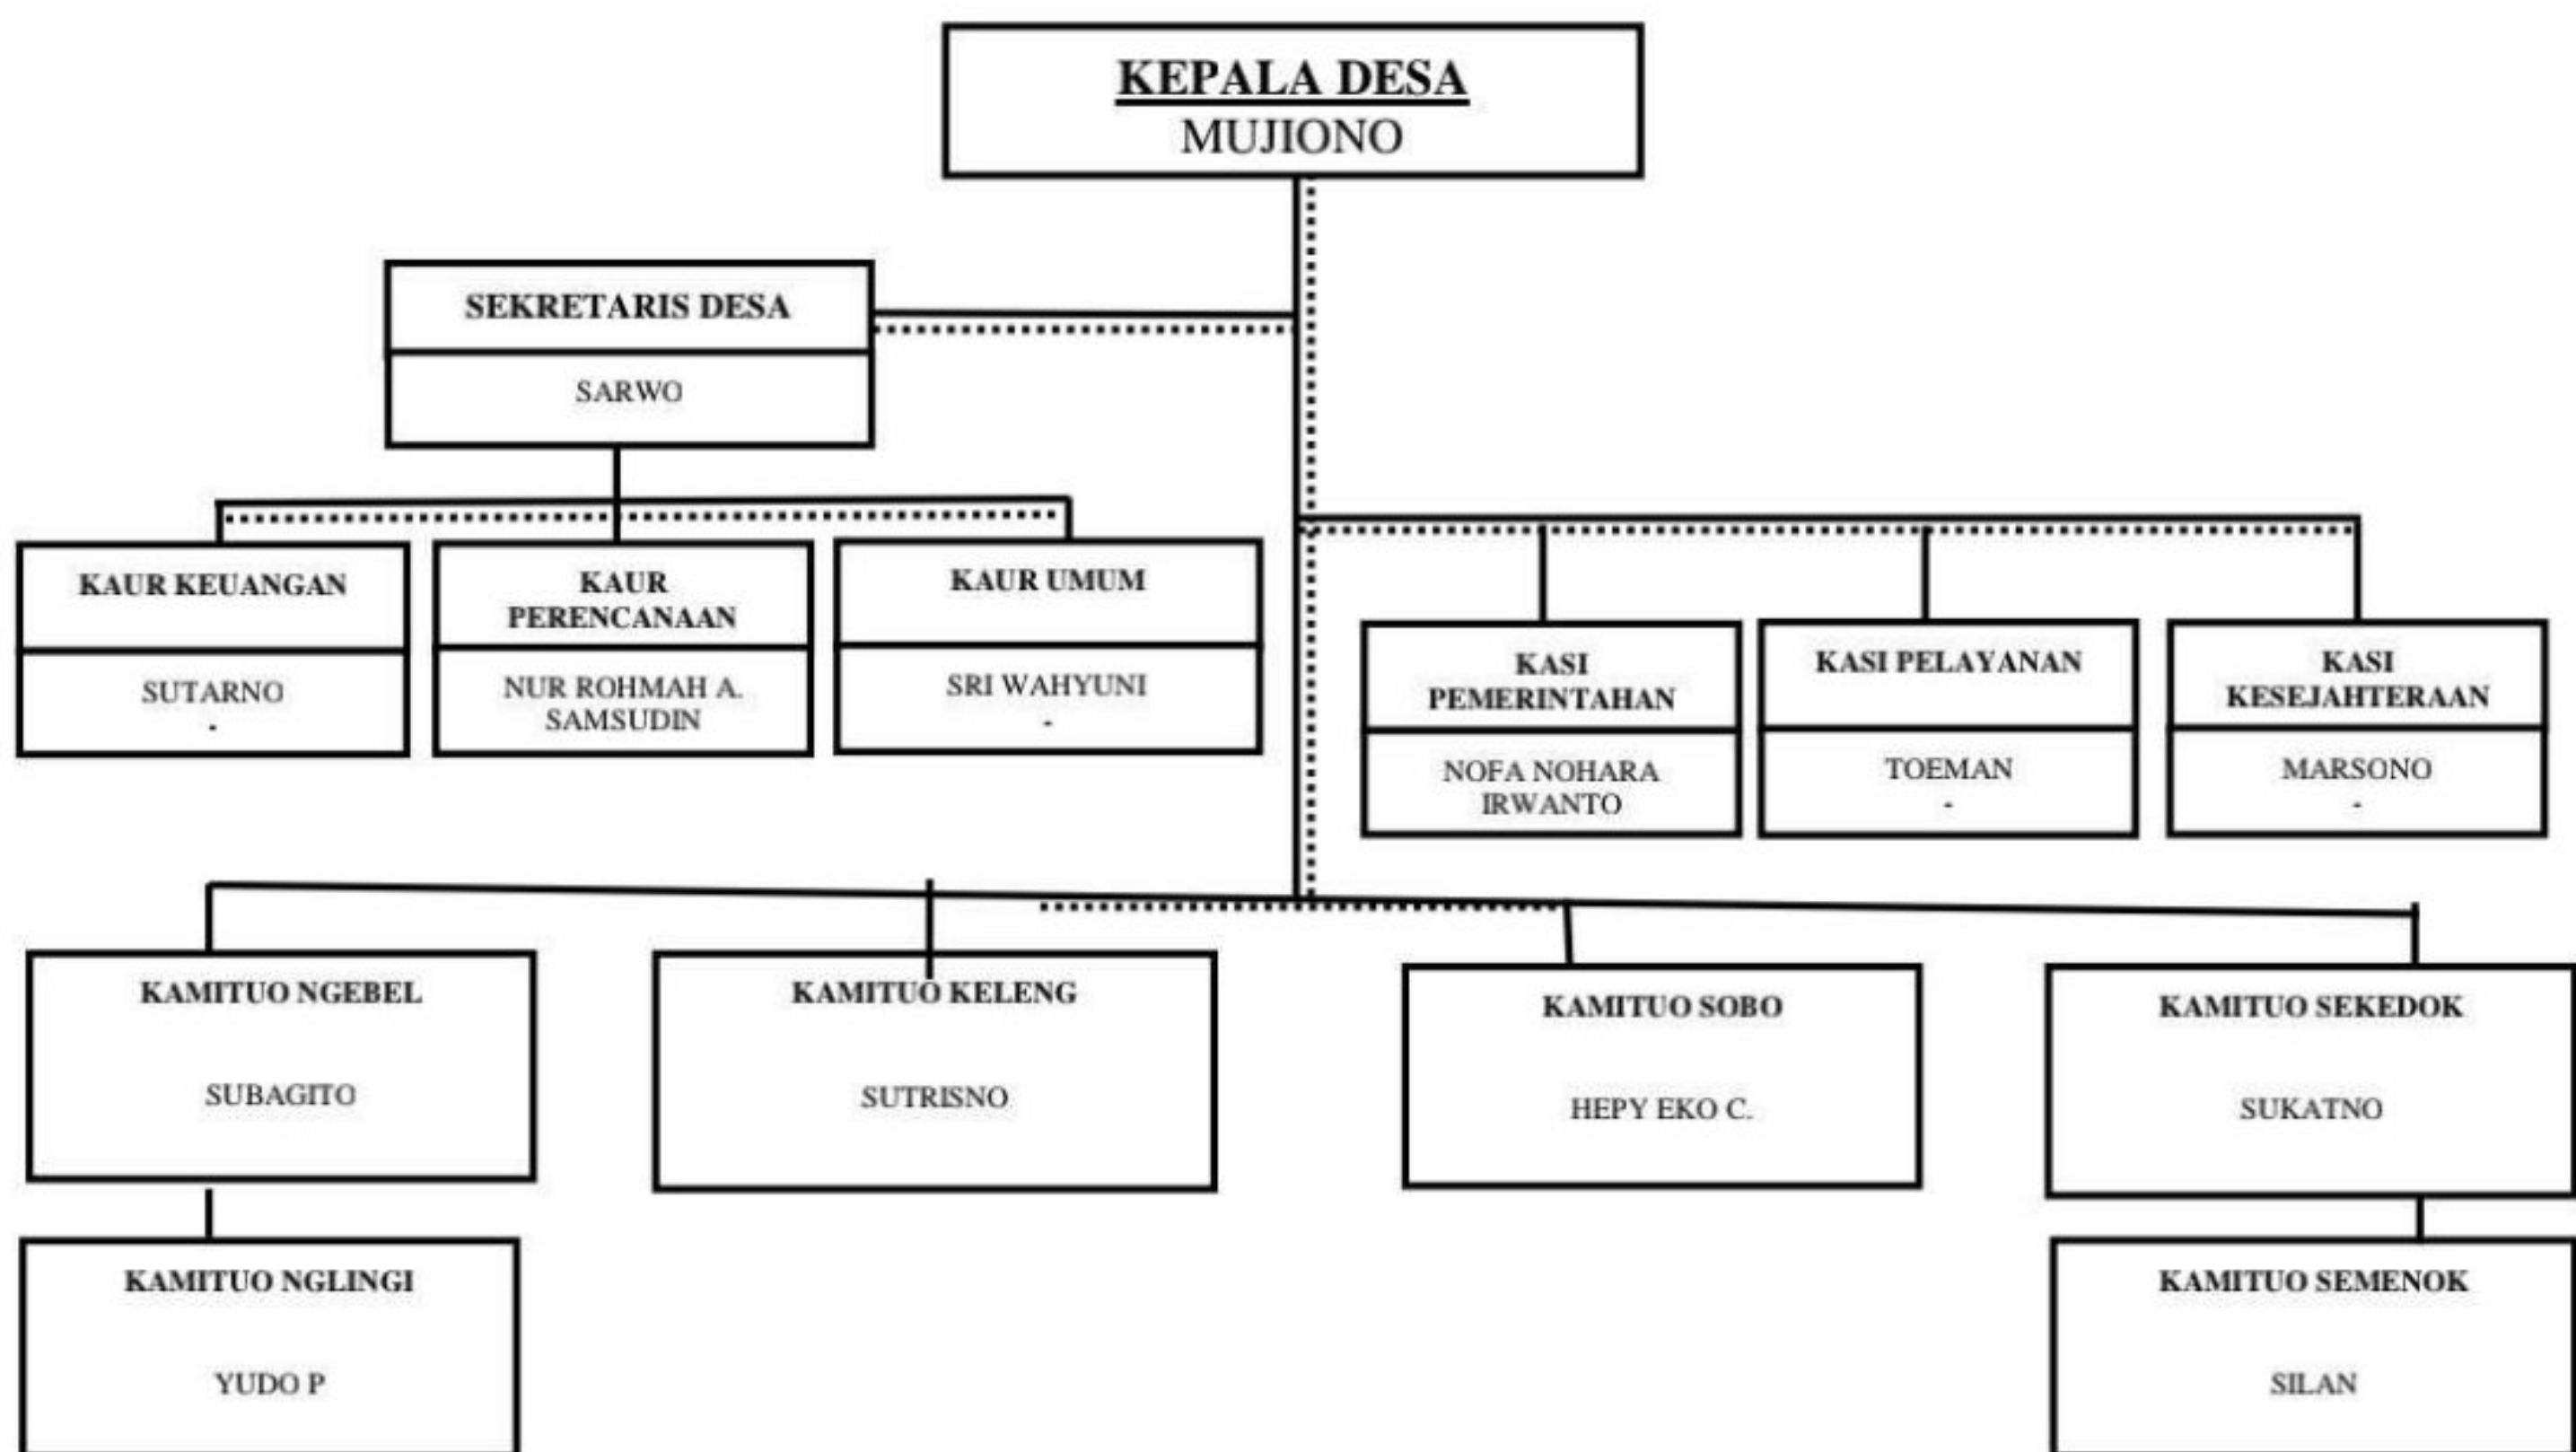 KEPALA DESA
MUJIONO
SEKRETARIS DESA
SARWO
KAUR KEUANGAN
SUTARNO
-
KAUR
PERENCANAAN
NUR ROHMAH A.
SAMSUDIN
KAUR UMUM
SRI WAHYUNI
-
KASI
PEMERINTAHAN
NOFA NOHARA
IRWANTO
KASI PELAYANAN
TOEMAN
-
KASI
KESEJAHTERAAN
MARSONO
-
KAMITUO NGEBEL
SUBAGITO
KAMITUO KELENG
SUTRISNO
KAMITUO SOBO
HEPY EKO C.
KAMITUO SEKEDOK
SUKATNO
KAMITUO NGLINGI
YUDO P
KAMITUO SEMENOK
SILAN